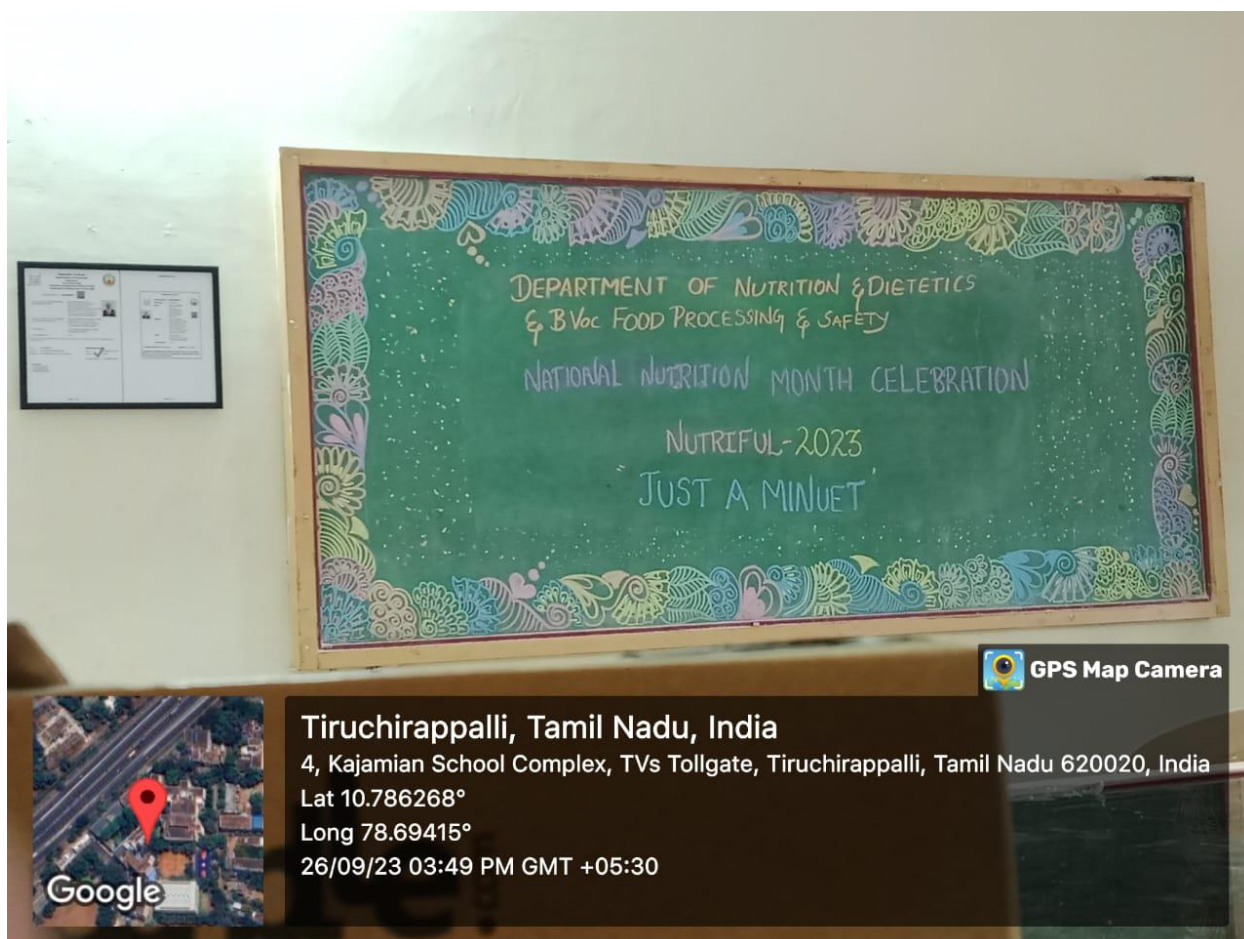 DEPARTMENT OF NUTRITION & DIETETICS
& B Voc FOOD PROCESSING & SAFETY
NATIONAL NUTRITION MONTH CELEBRATION
NUTRIFUL-2023
'JUST A MINUET'
GPS Map Camera
Tiruchirappalli, Tamil Nadu, India
4, Kajamian School Complex, TVs Tollgate, Tiruchirappalli, Tamil Nadu 620020, India
Lat 10.786268°
Long 78.69415°
26/09/23 03:49 PM GMT +05:30
Google